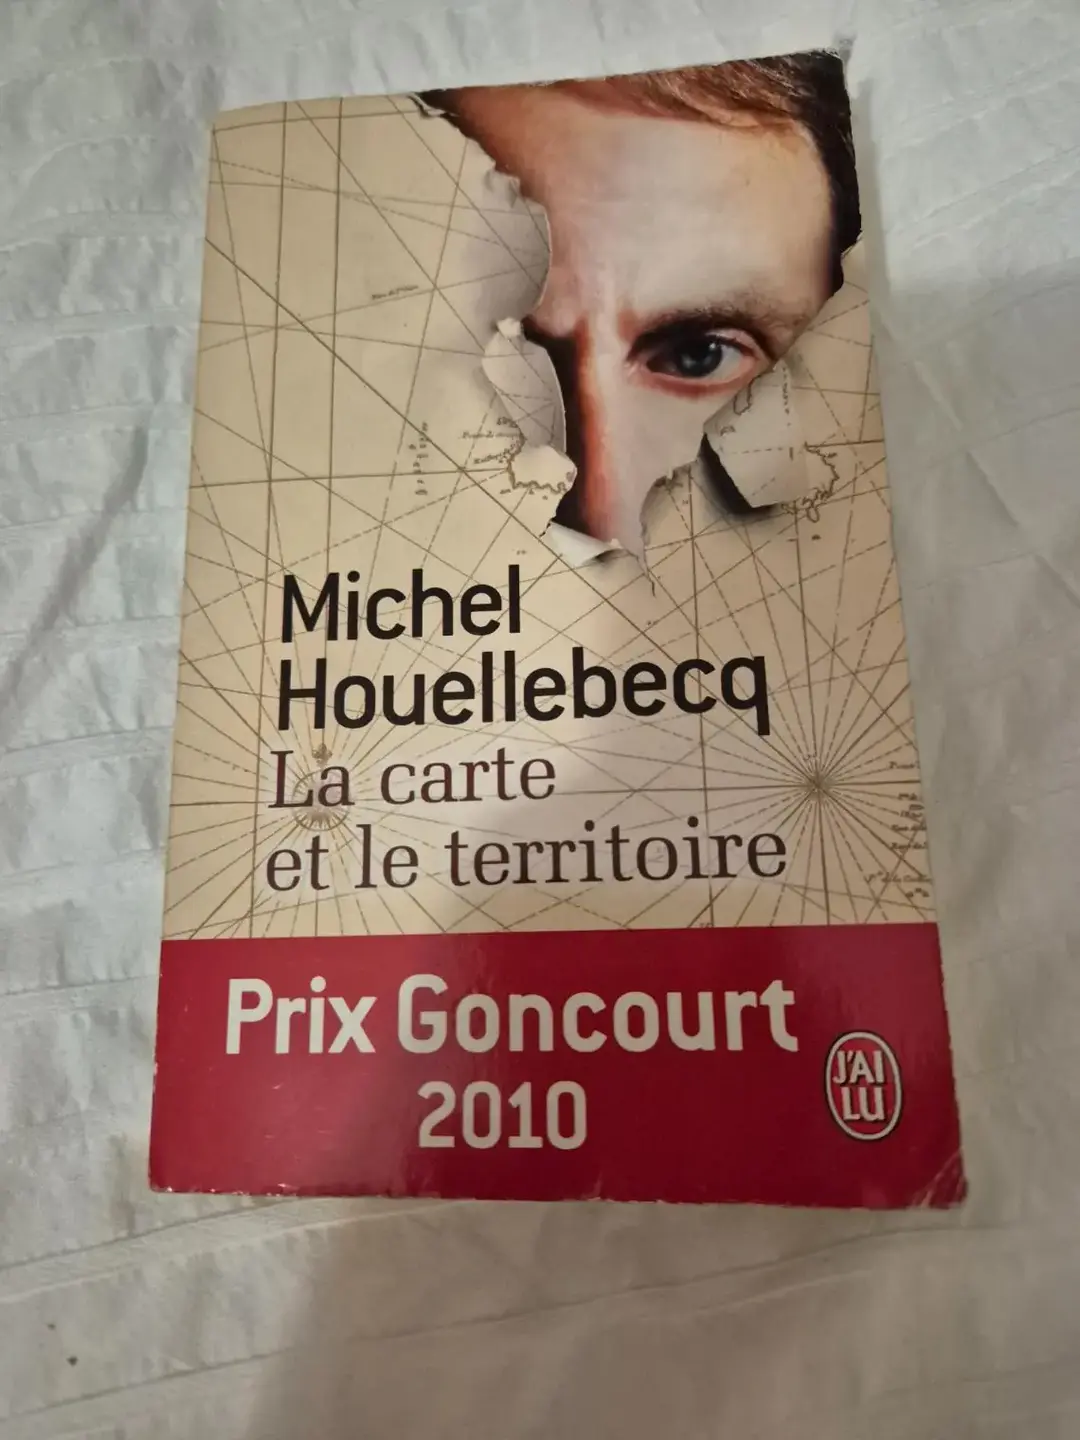 Michel
Houellebecq
La carte
et le territoire
Prix Goncourt
2010
J'AI
LU